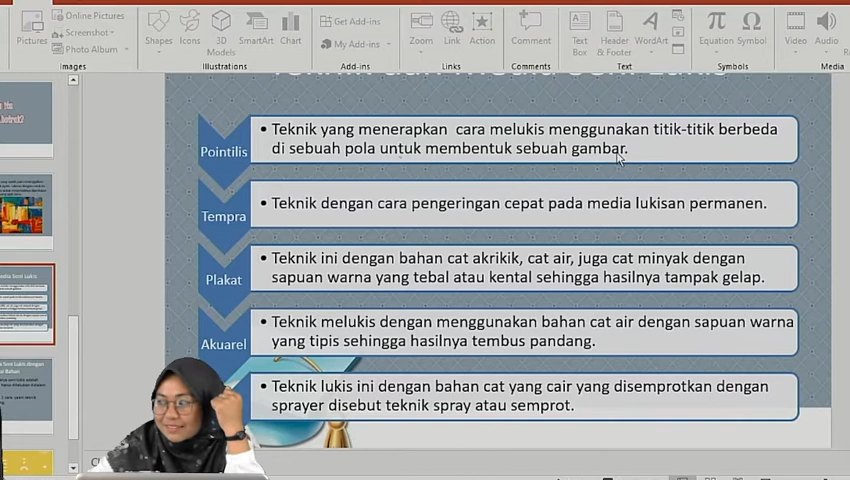 Online Pictures
Screenshot
Photo Album
Pictures
Shapes
Icons
3D
Models
SmartArt
Chart
Get Add-ins
My Add-ins
Zoom
Link
Action
Comment
Text
Box
Header
& Footer
WordArt
Equation
Symbol
Video
Audio
Images
Illustrations
Add-ins
Links
Comments
Text
Symbols
Media
Pointilis
• Teknik yang menerapkan cara melukis menggunakan titik-titik berbeda
di sebuah pola untuk membentuk sebuah gambar.
Tempra
• Teknik dengan cara pengeringan cepat pada media lukisan permanen.
Plakat
• Teknik ini dengan bahan cat akrikik, cat air, juga cat minyak dengan
sapuan warna yang tebal atau kental sehingga hasilnya tampak gelap.
Akuarel
• Teknik melukis dengan menggunakan bahan cat air dengan sapuan warna
yang tipis sehingga hasilnya tembus pandang.
• Teknik lukis ini dengan bahan cat yang cair yang disemprotkan dengan
sprayer disebut teknik spray atau semprot.